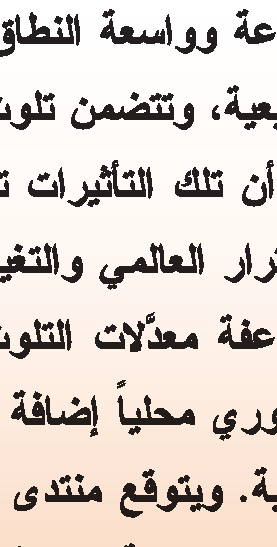 عة وواسعة النطاق
بعية، وتتضمن تلوث
أن تلك التأثيرات ت
رار العالمي والتغي
عفة معدَّلات التلوث
وري محلياً إضافة
ية. ويتوقع منتدى